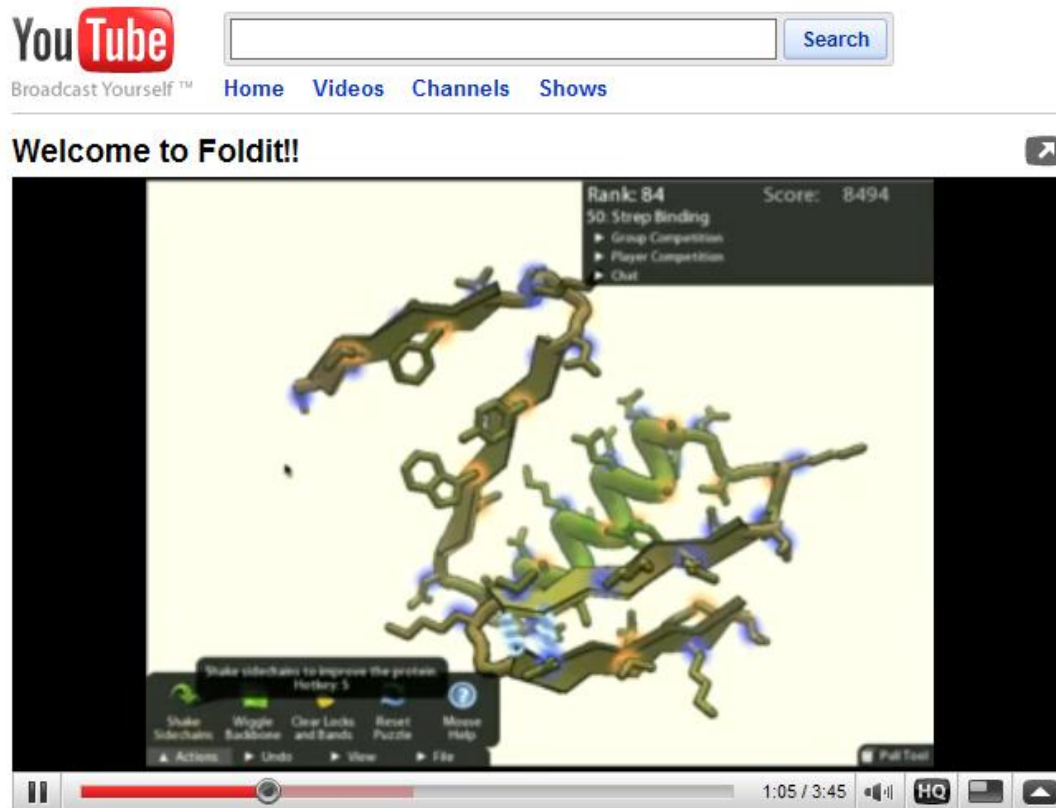 You Tube
Broadcast Yourself ™
Search
Home Videos Channels Shows
Welcome to Foldit!!
Rank: 84 Score: 8494
50: Strep Binding
▶ Group Competition
▶ Player Competition
▶ Chat
Shake sidechains to improve the protein.
Hotkey: S
Shake Sidechains
Wiggle Backbone
Clear Locks and Bands
Reset Puzzle
Mouse Help
▲ Actions ▶ Undo ▶ View ▶ File
Pull Tool
1:05 / 3:45 HQ